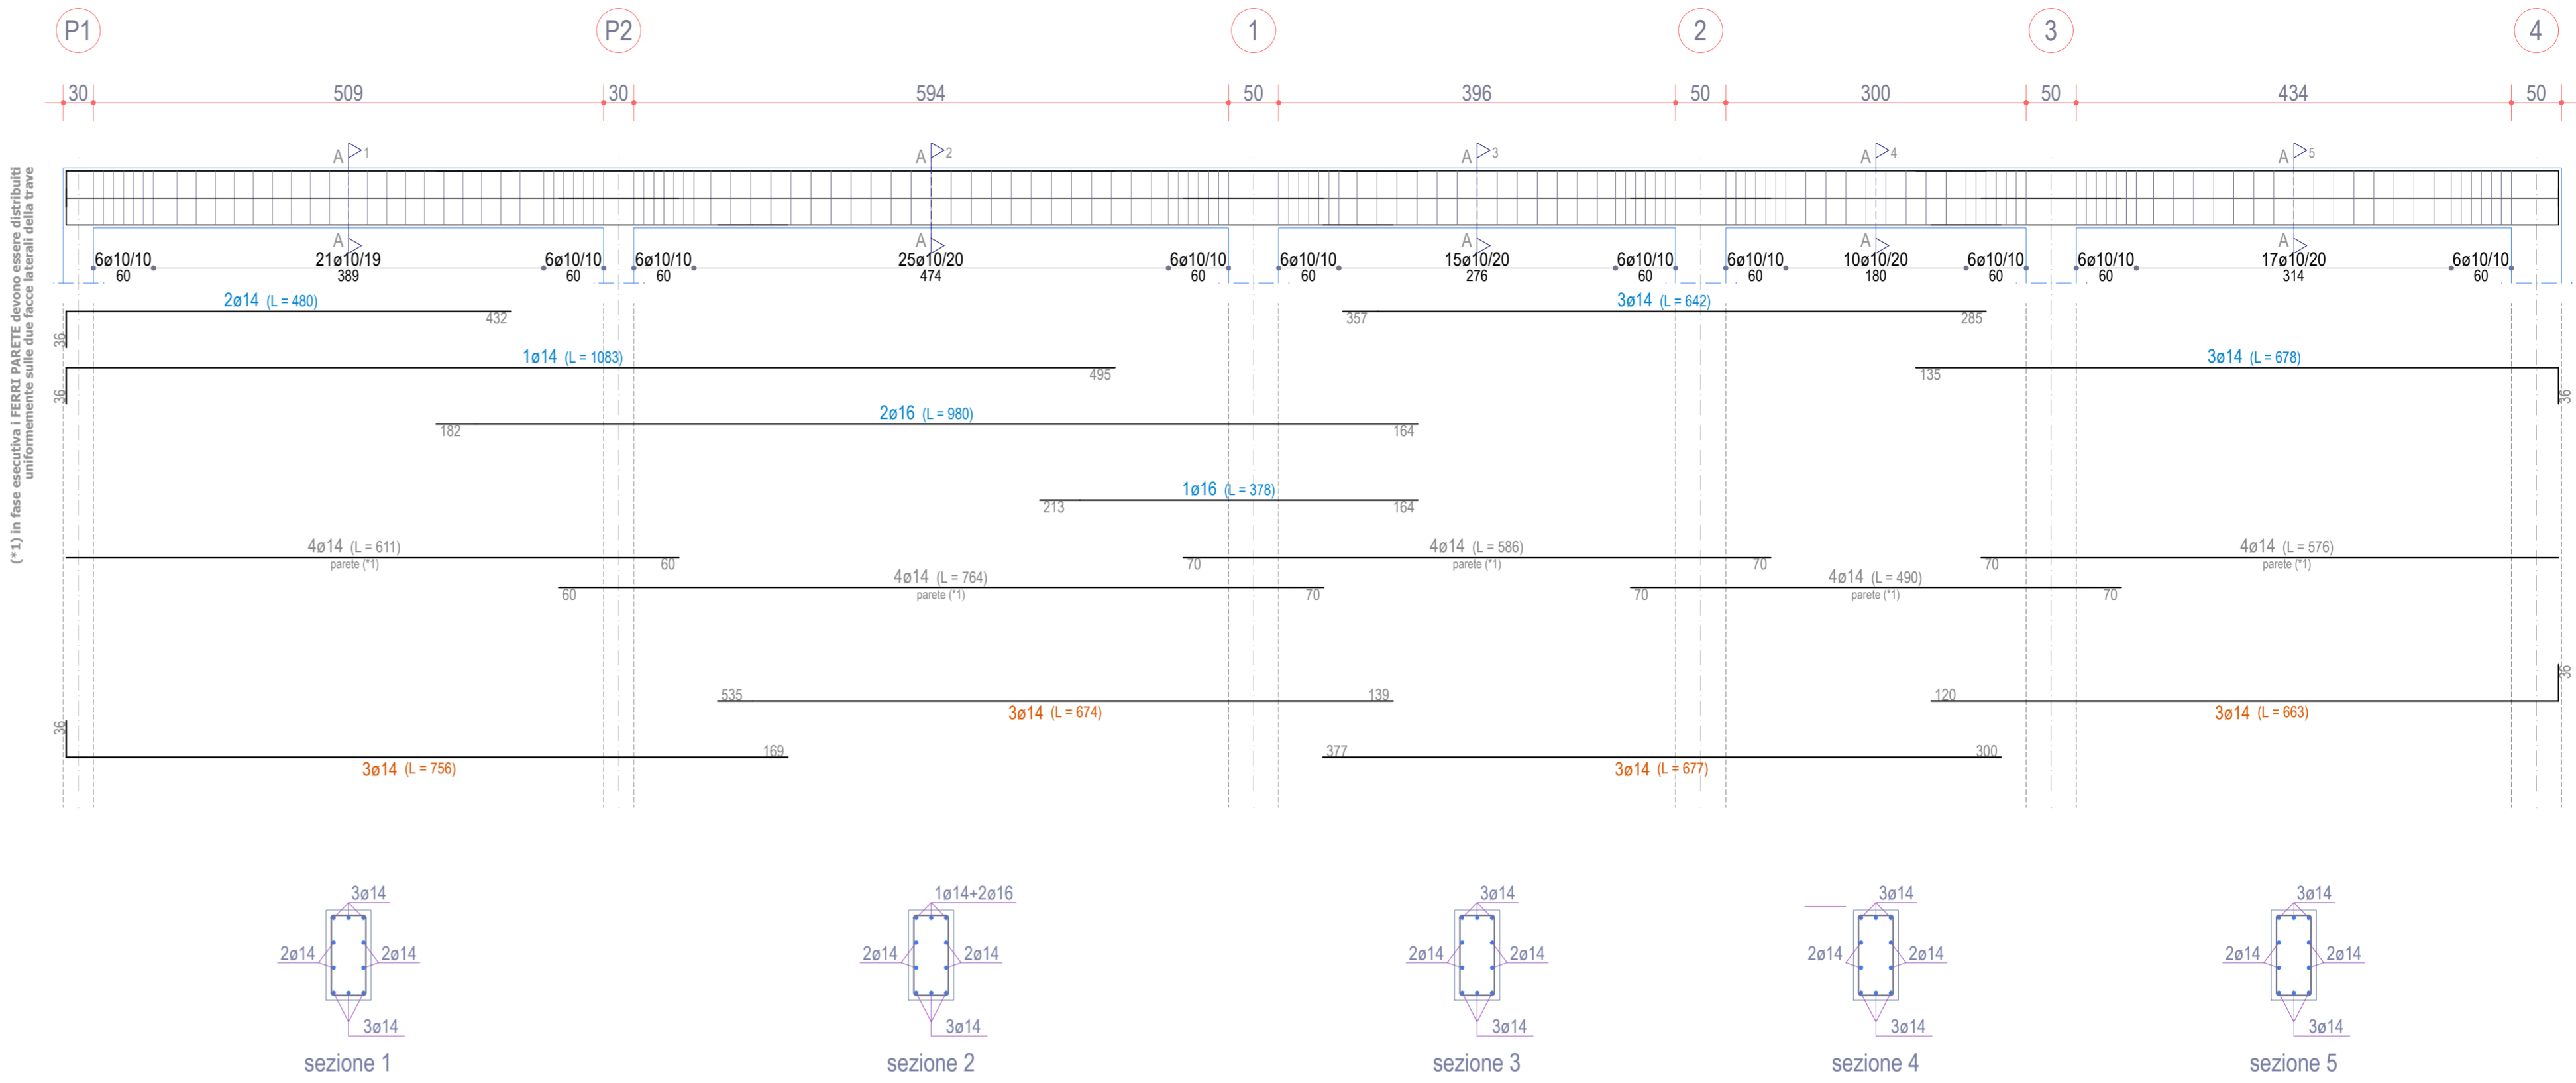 P1 P2 1 2 3 4
30 509 30 594 50 396 50 300 50 434 50
A 1 A 2 A 3 A 4 A 5
A A A A A
6ø10/10 21ø10/19 6ø10/10 6ø10/10 25ø10/20 6ø10/10 6ø10/10 15ø10/20 6ø10/10 6ø10/10 10ø10/20 6ø10/10 6ø10/10 17ø10/20 6ø10/10
60 389 60 60 474 60 60 276 60 60 180 60 60 314 60
(*1) in fase esecutiva i FERRI PARETE devono essere distribuiti
uniformemente sulle due facce laterali della trave
2ø14 (L = 480) 3ø14 (L = 642)
36 432 357 285
1ø14 (L = 1083) 3ø14 (L = 678)
36 495 135 36
2ø16 (L = 980)
182 164
1ø16 (L = 378)
213 164
4ø14 (L = 611) 4ø14 (L = 586) 4ø14 (L = 576)
parete (*1) 60 70 parete (*1) 70 70 parete (*1)
4ø14 (L = 764) 4ø14 (L = 490)
60 parete (*1) 70 70 parete (*1) 70
535 139 120 36
3ø14 (L = 674) 3ø14 (L = 663)
36 169 377 300
3ø14 (L = 756) 3ø14 (L = 677)
3ø14 1ø14+2ø16 3ø14 3ø14 3ø14
2ø14 2ø14 2ø14 2ø14 2ø14 2ø14 2ø14 2ø14 2ø14 2ø14
3ø14 3ø14 3ø14 3ø14 3ø14
sezione 1 sezione 2 sezione 3 sezione 4 sezione 5